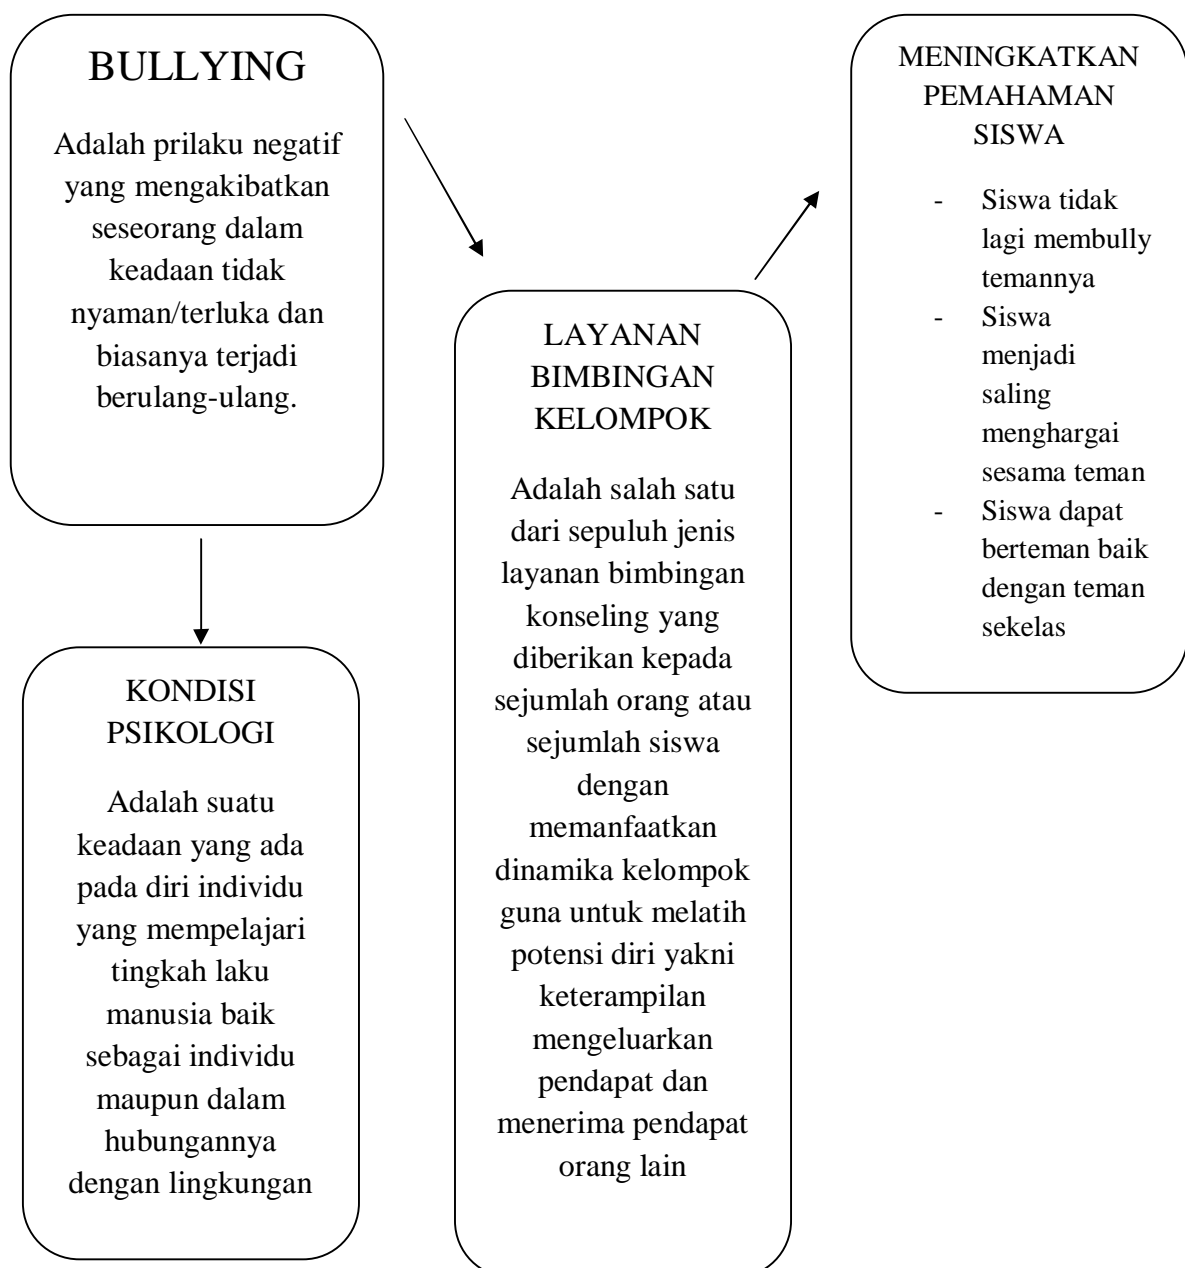 BULLYING
Adalah prilaku negatif
yang mengakibatkan
seseorang dalam
keadaan tidak
nyaman/terluka dan
biasanya terjadi
berulang-ulang.
KONDISI
PSIKOLOGI
Adalah suatu
keadaan yang ada
pada diri individu
yang mempelajari
tingkah laku
manusia baik
sebagai individu
maupun dalam
hubungannya
dengan lingkungan
LAYANAN
BIMBINGAN
KELOMPOK
Adalah salah satu
dari sepuluh jenis
layanan bimbingan
konseling yang
diberikan kepada
sejumlah orang atau
sejumlah siswa
dengan
memanfaatkan
dinamika kelompok
guna untuk melatih
potensi diri yakni
keterampilan
mengeluarkan
pendapat dan
menerima pendapat
orang lain
MENINGKATKAN
PEMAHAMAN
SISWA
- Siswa tidak
lagi membully
temannya
- Siswa
menjadi
saling
menghargai
sesama teman
- Siswa dapat
berteman baik
dengan teman
sekelas